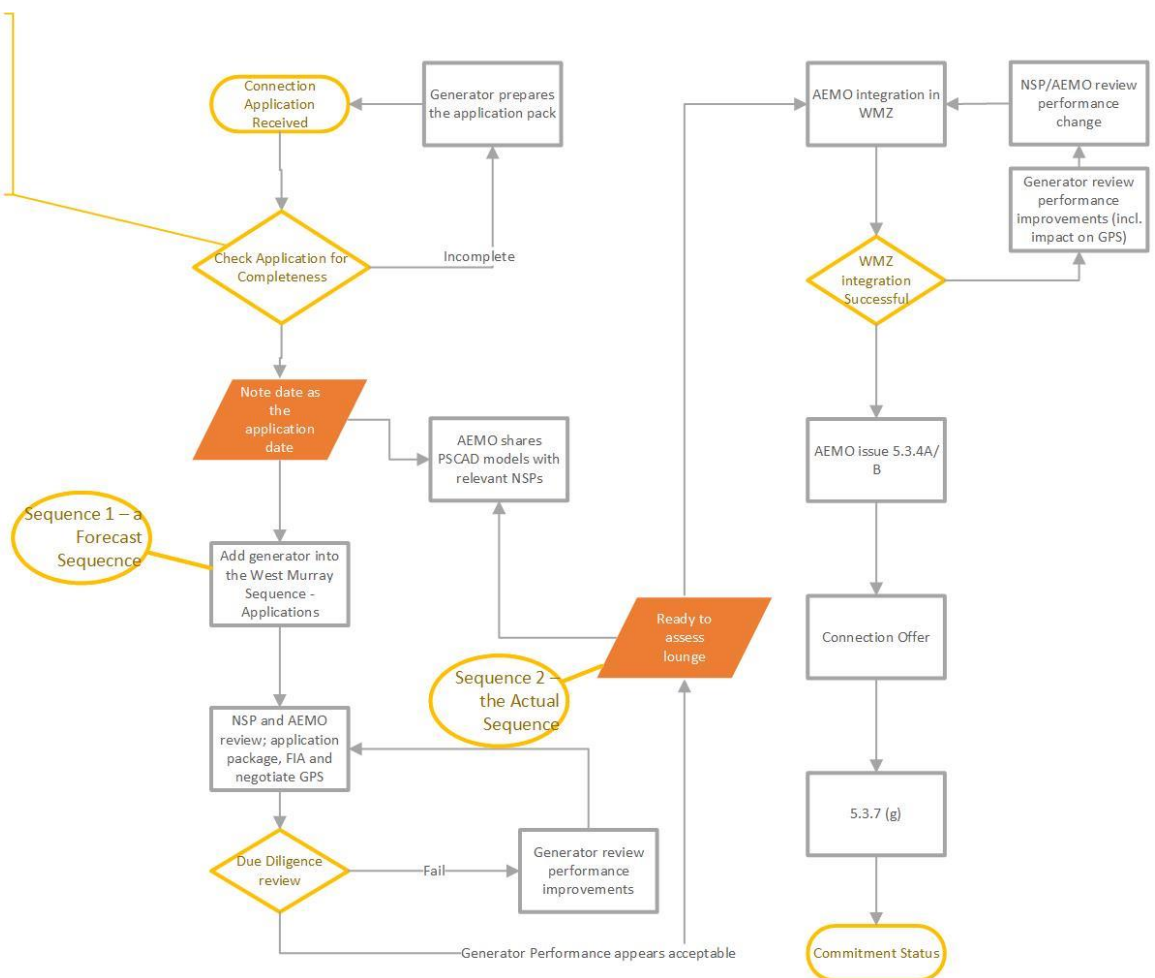 Connection
Application
Received
Generator prepares
the application pack
Check Application for
Completeness
Incomplete
Note date as
the
application
date
AEMO shares
PSCAD models with
relevant NSPs
Sequence 1 – a
Forecast
Sequecnce
Add generator into
the West Murray
Sequence -
Applications
NSP and AEMO
review; application
package, FIA and
negotiate GPS
Due Diligence
review
Fail
Generator review
performance
improvements
Generator Performance appears acceptable
Ready to
assess
lounge
Sequence 2 –
the Actual
Sequence
AEMO integration in
WMZ
NSP/AEMO review
performance
change
Generator review
performance
improvements (incl.
impact on GPS)
WMZ
integration
Successful
AEMO issue 5.3.4A/
B
Connection Offer
5.3.7 (g)
Commitment Status